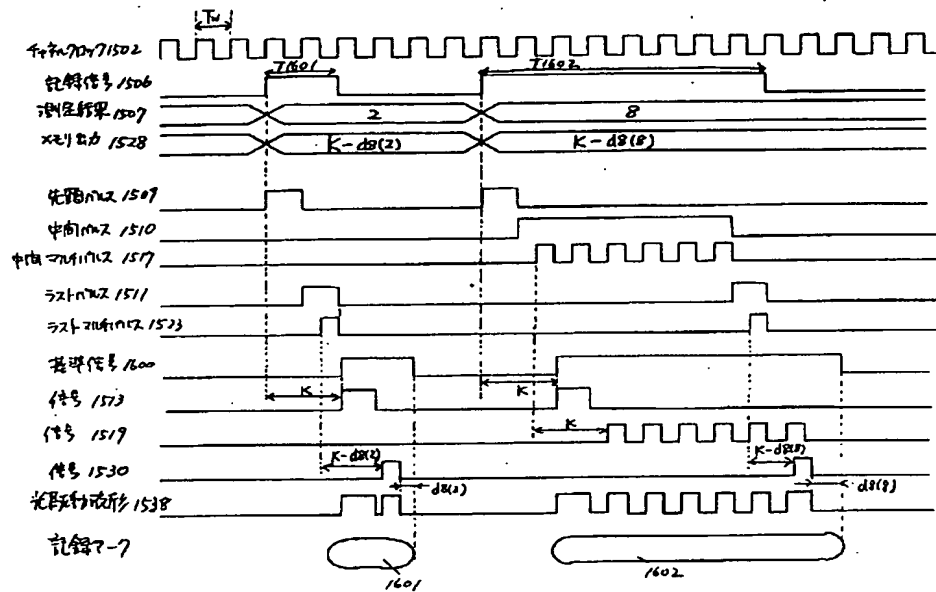 Tw
チャネルクロック1502
T1601
T1602
記録信号1506
測定結果1507
2
8
メモリ出力1528
K-d8(2)
K-d8(8)
先頭パルス1509
中間パルス1510
中間マルチパルス1517
ラストパルス1511
ラストマルチパルス1523
基準信号1600
K
K
信号1513
信号1519
K
K-d8(2)
K-d8(8)
信号1530
d8(2)
d8(8)
光駆動波形1538
記録マーク
1601
1602